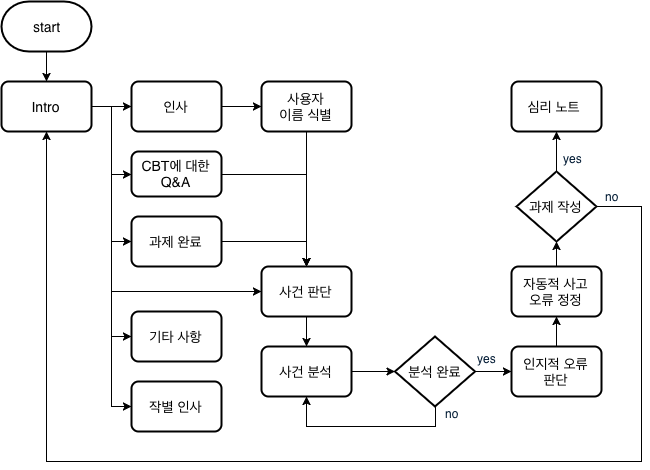 start
Intro
인사
사용자
이름 식별
심리 노트
CBT에 대한
Q&A
yes
과제 작성
no
과제 완료
사건 판단
자동적 사고
오류 정정
기타 사항
사건 분석
분석 완료
yes
인지적 오류
판단
no
작별 인사